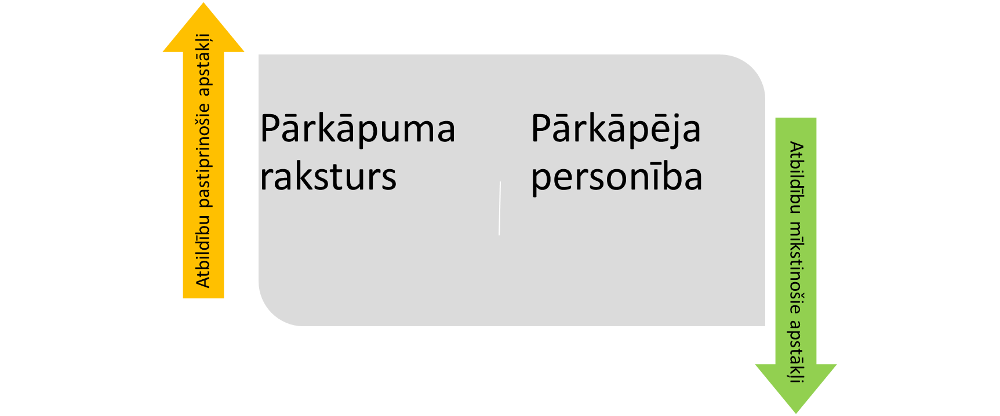 Atbildību pastiprinošie apstākļi
Pārkāpuma
raksturs
Pārkāpēja
personība
Atbildību mīkstinošie apstākļi